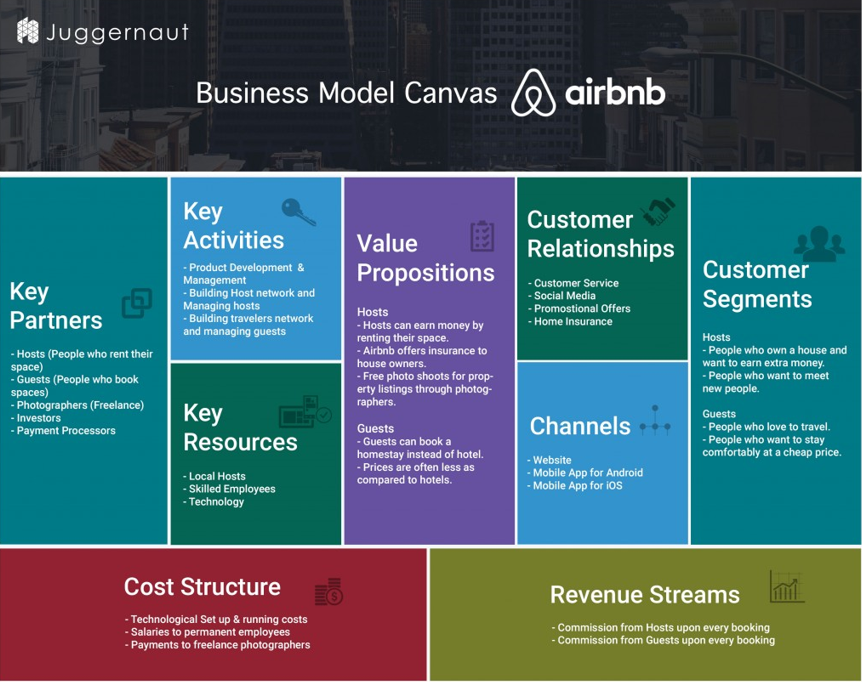 Juggernaut
Business Model Canvas airbnb
Key
Partners
- Hosts (People who rent their
space)
- Guests (People who book
spaces)
- Photographers (Freelance)
- Investors
- Payment Processors
Key
Activities
- Product Development &
Management
- Building Host network and
Managing hosts
- Building travelers network
and managing guests
Key
Resources
- Local Hosts
- Skilled Employees
- Technology
Value
Propositions
Hosts
- Hosts can earn money by
renting their space.
- Airbnb offers insurance to
house owners.
- Free photo shoots for prop-
erty listings through photog-
raphers.
Guests
- Guests can book a
homestay instead of hotel.
- Prices are often less as
compared to hotels.
Customer
Relationships
- Customer Service
- Social Media
- Promostional Offers
- Home Insurance
Channels
- Website
- Mobile App for Android
- Mobile App for iOS
Customer
Segments
Hosts
- People who own a house and
want to earn extra money.
- People who want to meet
new people.
Guests
- People who love to travel.
- People who want to stay
comfortably at a cheap price.
Cost Structure
- Technological Set up & running costs
- Salaries to permanent employees
- Payments to freelance photographers
Revenue Streams
- Commission from Hosts upon every booking
- Commission from Guests upon every booking